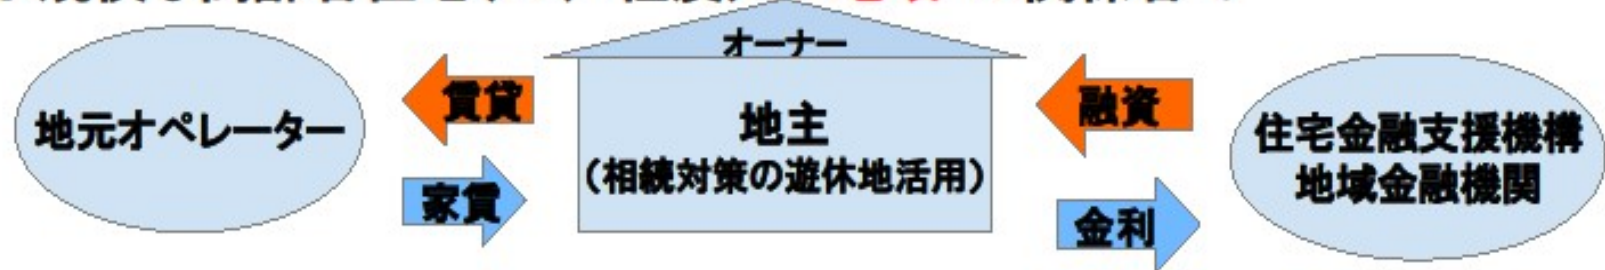 オーナー
地元オペレーター
賃貸
家賃
地主
（相続対策の遊休地活用）
融資
金利
住宅金融支援機構
地域金融機関